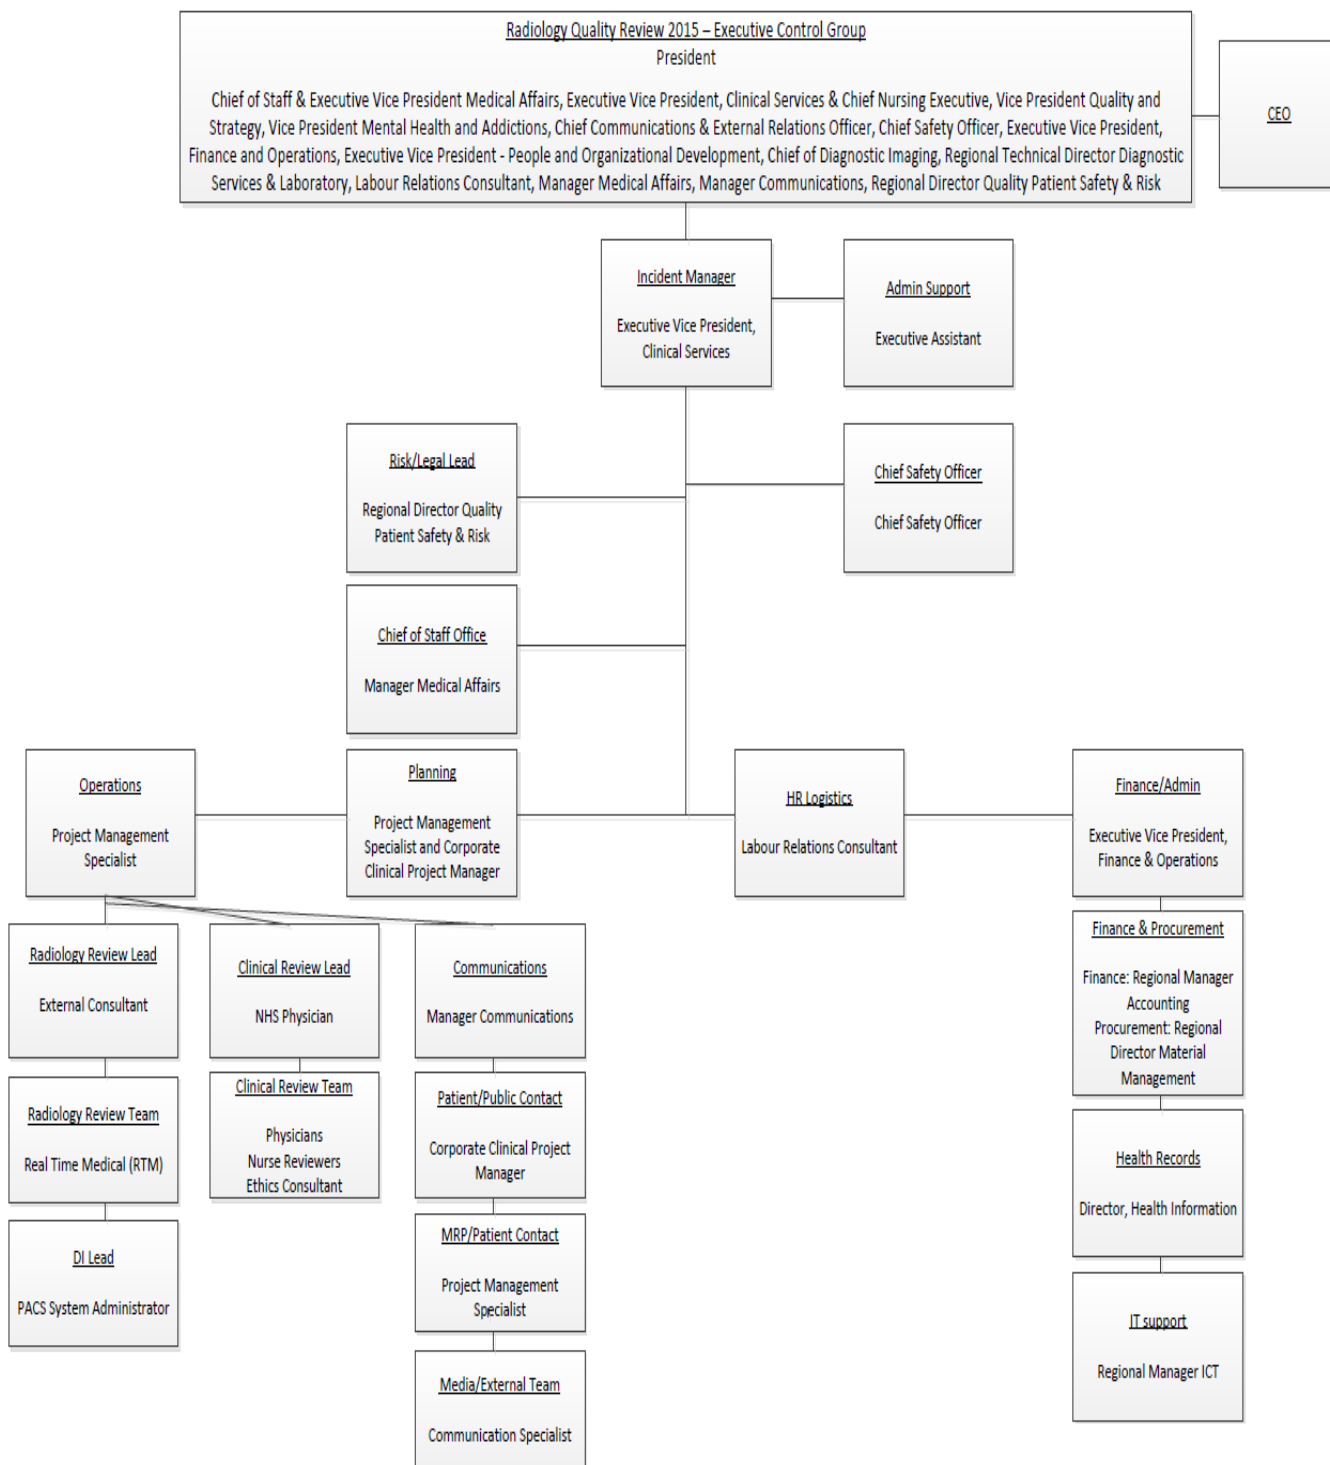 Radiology Quality Review 2015 – Executive Control Group
President
Chief of Staff & Executive Vice President Medical Affairs, Executive Vice President, Clinical Services & Chief Nursing Executive, Vice President Quality and
Strategy, Vice President Mental Health and Addictions, Chief Communications & External Relations Officer, Chief Safety Officer, Executive Vice President,
Finance and Operations, Executive Vice President - People and Organizational Development, Chief of Diagnostic Imaging, Regional Technical Director Diagnostic
Services & Laboratory, Labour Relations Consultant, Manager Medical Affairs, Manager Communications, Regional Director Quality Patient Safety & Risk
CEO
Incident Manager
Executive Vice President,
Clinical Services
Admin Support
Executive Assistant
Risk/Legal Lead
Regional Director Quality
Patient Safety & Risk
Chief Safety Officer
Chief Safety Officer
Chief of Staff Office
Manager Medical Affairs
Operations
Project Management
Specialist
Planning
Project Management
Specialist and Corporate
Clinical Project Manager
HR Logistics
Labour Relations Consultant
Finance/Admin
Executive Vice President,
Finance & Operations
Radiology Review Lead
External Consultant
Clinical Review Lead
NHS Physician
Communications
Manager Communications
Finance & Procurement
Finance: Regional Manager
Accounting
Procurement: Regional
Director Material
Management
Radiology Review Team
Real Time Medical (RTM)
Clinical Review Team
Physicians
Nurse Reviewers
Ethics Consultant
Patient/Public Contact
Corporate Clinical Project
Manager
Health Records
Director, Health Information
DI Lead
PACS System Administrator
MRP/Patient Contact
Project Management
Specialist
IT support
Regional Manager ICT
Media/External Team
Communication Specialist